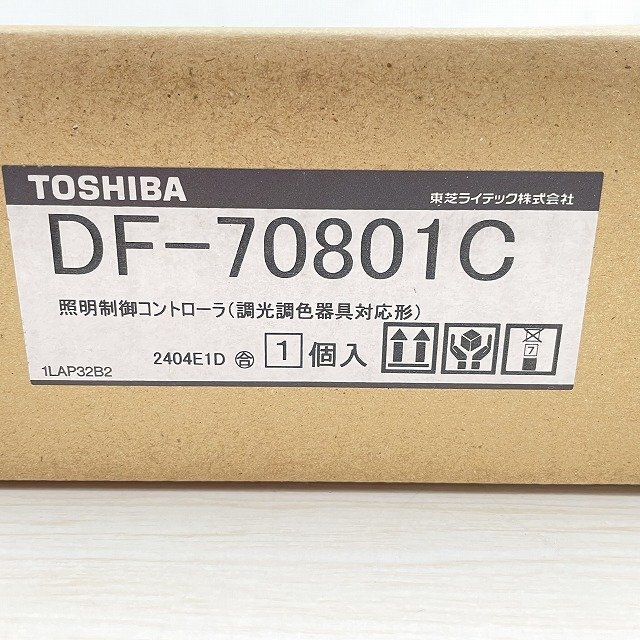 TOSHIBA 東芝ライテック株式会社
DF-70801C
照明制御コントローラ(調光調色器具対応形)
2404E1D 合 1個入 7
1LAP32B2